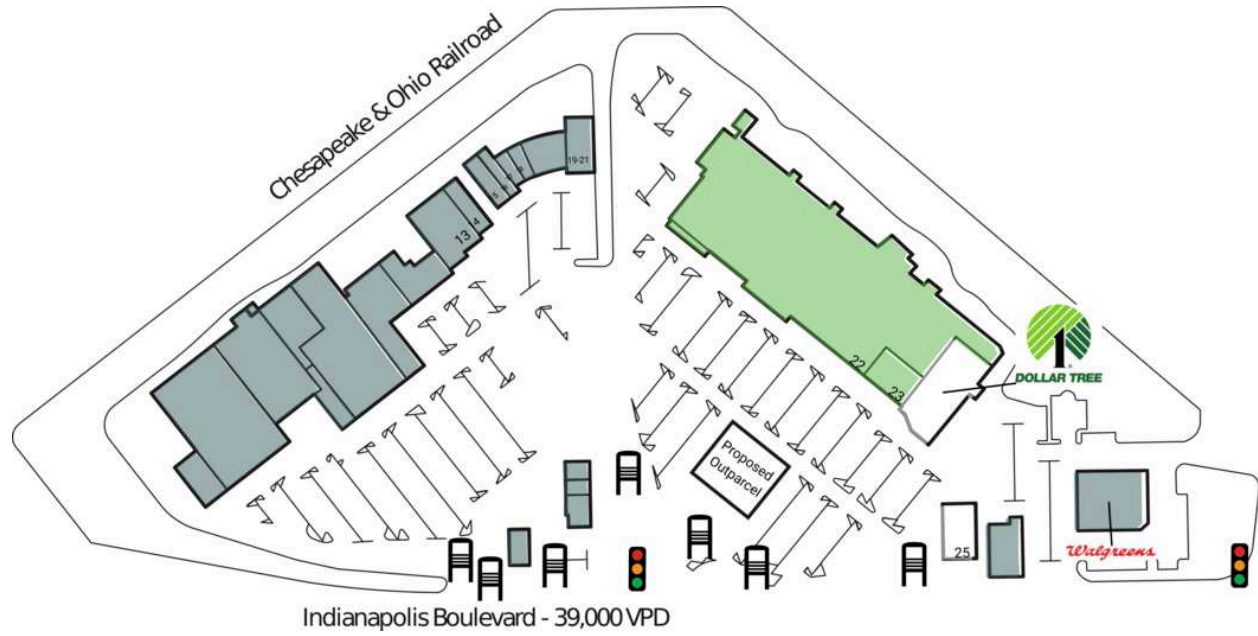 Chesapeake & Ohio Railroad
19-21
14
13
22
23
DOLLAR TREE
Proposed
Outparcel
25
Walgreens
Indianapolis Boulevard - 39,000 VPD